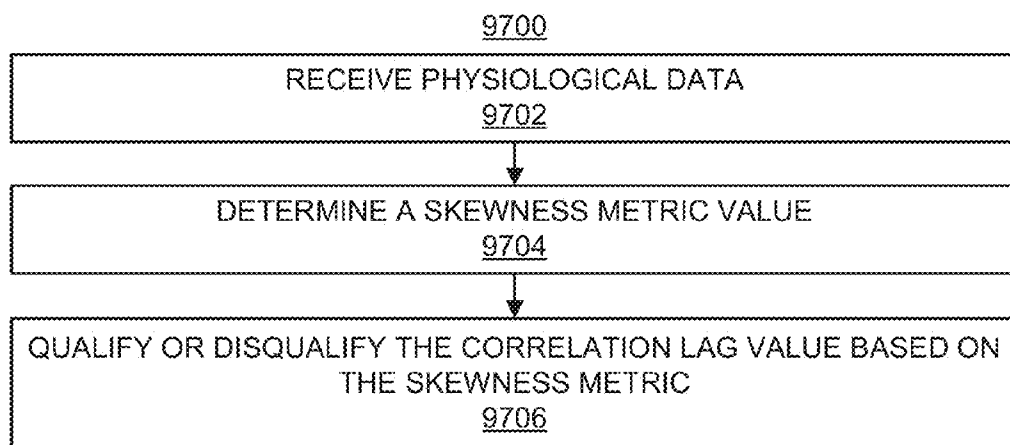 9700
RECEIVE PHYSIOLOGICAL DATA
9702
DETERMINE A SKEWNESS METRIC VALUE
9704
QUALIFY OR DISQUALIFY THE CORRELATION LAG VALUE BASED ON
THE SKEWNESS METRIC
9706